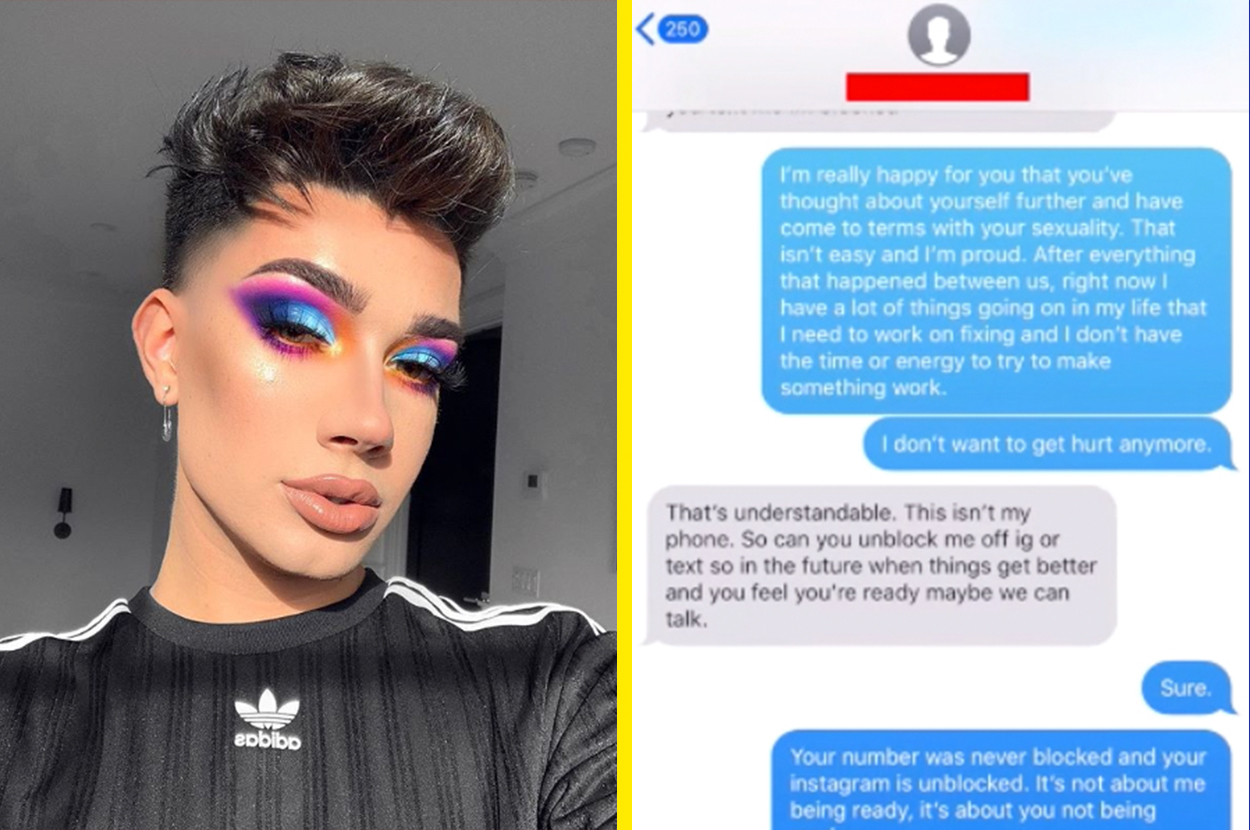 adidas
250
I'm really happy for you that you've
thought about yourself further and have
come to terms with your sexuality. That
isn't easy and I'm proud. After everything
that happened between us, right now I
have a lot of things going on in my life that
I need to work on fixing and I don't have
the time or energy to try to make
something work.
I don't want to get hurt anymore.
That's understandable. This isn't my
phone. So can you unblock me off ig or
text so in the future when things get better
and you feel you're ready maybe we can
talk.
Sure.
Your number was never blocked and your
instagram is unblocked. It's not about me
being ready, it's about you not being